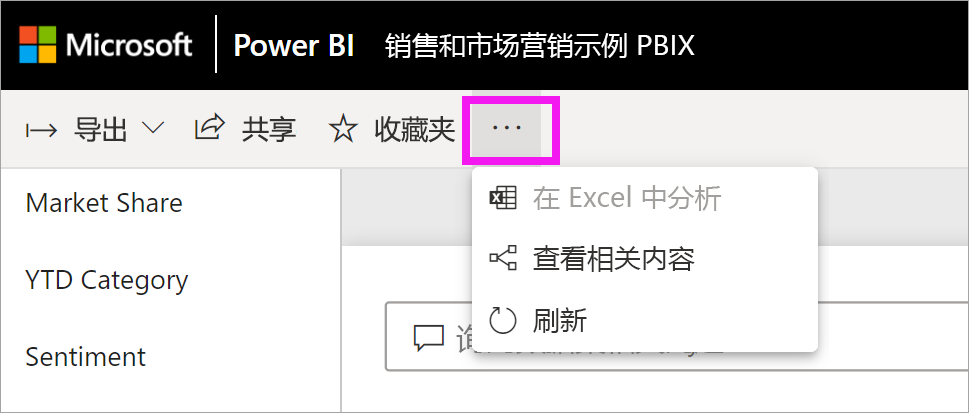 Microsoft Power BI 销售和市场营销示例 PBIX
导出 共享 收藏夹 ···
在 Excel 中分析
查看相关内容
刷新
Market Share
YTD Category
Sentiment